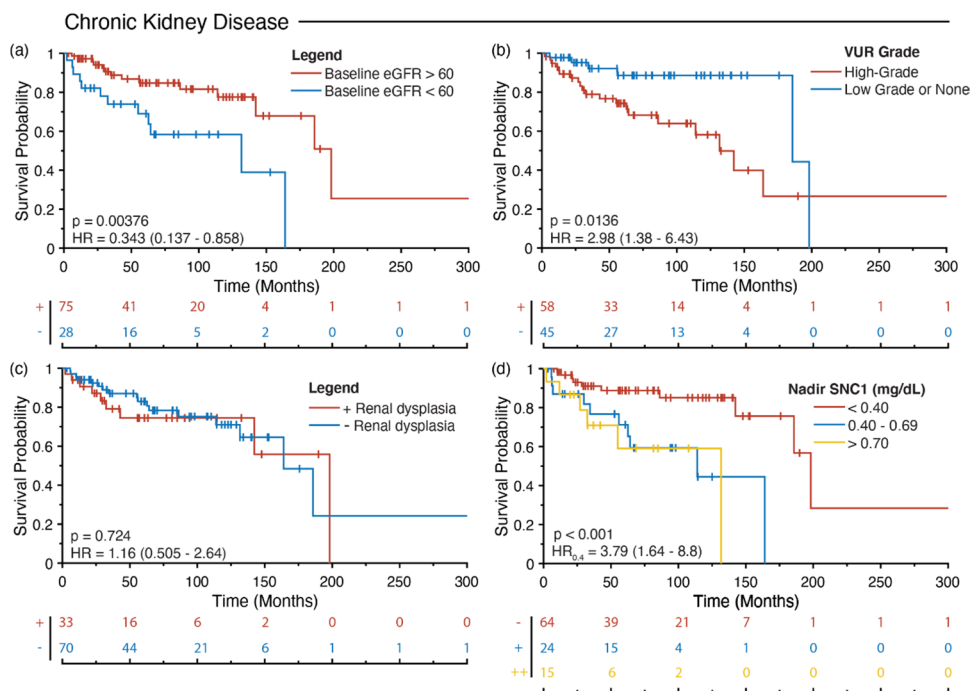 Chronic Kidney Disease
(a)
Survival Probability
1
0.8
0.6
0.4
0.2
0
Legend
Baseline eGFR > 60
Baseline eGFR < 60
p = 0.00376
HR = 0.343 (0.137 - 0.858)
0 50 100 150 200 250 300
Time (Months)
+ 75 41 20 4 1 1 1
- 28 16 5 2 0 0 0
(b)
Survival Probability
1
0.8
0.6
0.4
0.2
0
VUR Grade
High-Grade
Low Grade or None
p = 0.0136
HR = 2.98 (1.38 - 6.43)
0 50 100 150 200 250 300
Time (Months)
+ 58 33 14 4 1 1 1
- 45 27 13 4 0 0 0
(c)
Survival Probability
1
0.8
0.6
0.4
0.2
0
Legend
+ Renal dysplasia
- Renal dysplasia
p = 0.724
HR = 1.16 (0.505 - 2.64)
0 50 100 150 200 250 300
Time (Months)
+ 33 16 6 2 0 0 0
- 70 44 21 6 1 1 1
(d)
Survival Probability
1
0.8
0.6
0.4
0.2
0
Nadir SNC1 (mg/dL)
< 0.40
0.40 - 0.69
> 0.70
p < 0.001
HR0.4 = 3.79 (1.64 - 8.8)
0 50 100 150 200 250 300
Time (Months)
- 64 39 21 7 1 1 1
+ 24 15 4 1 0 0 0
++ 15 6 2 0 0 0 0